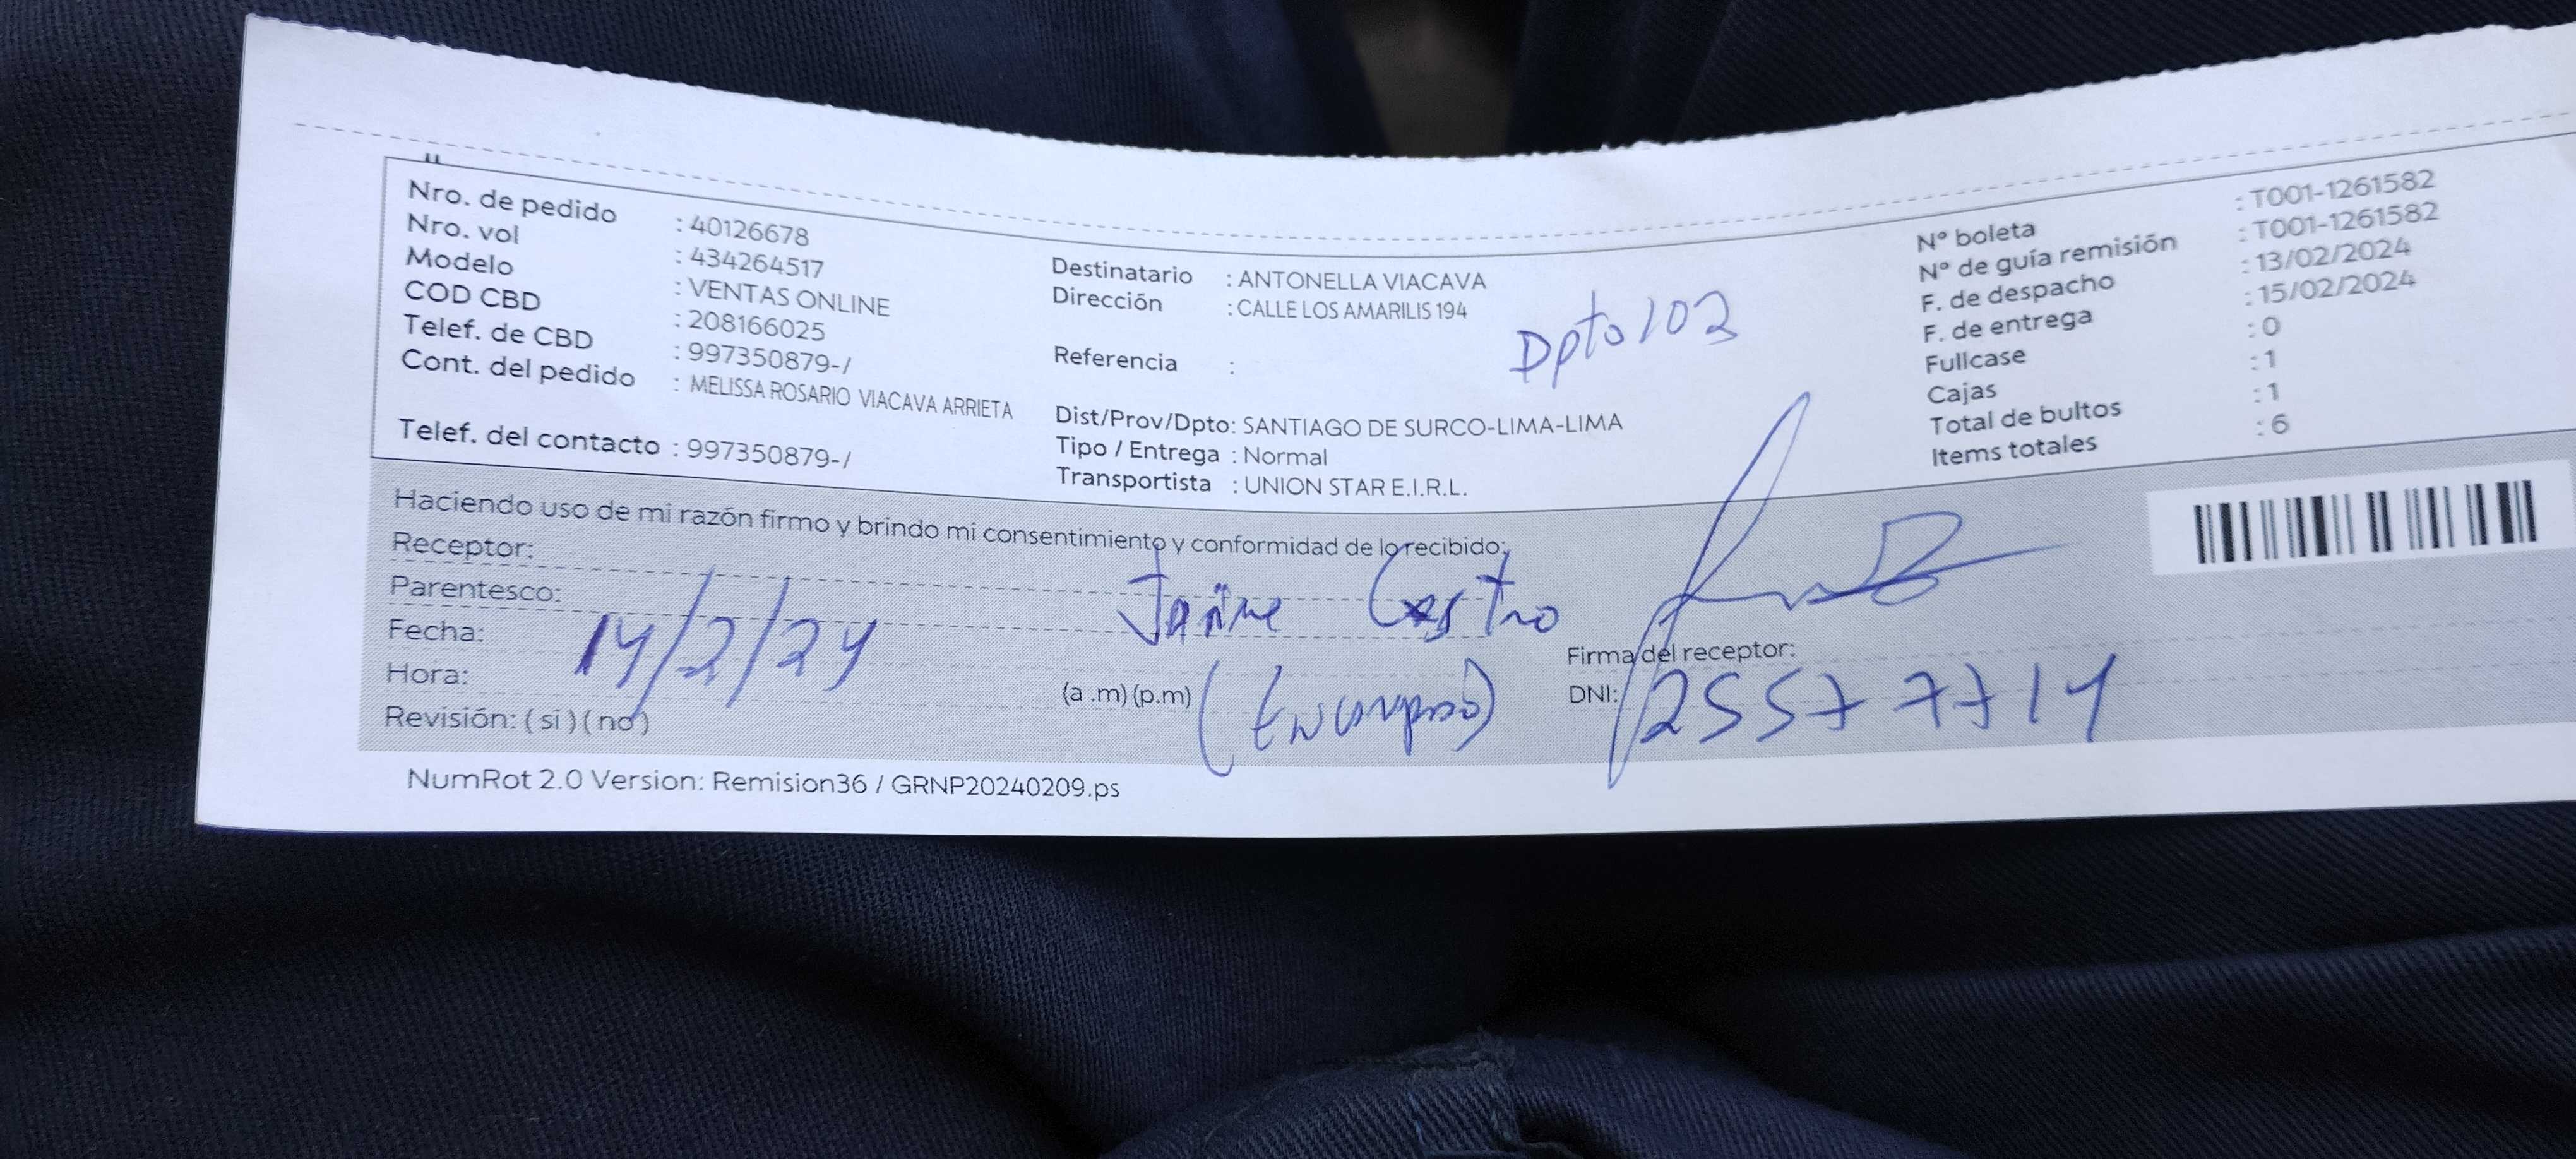 Nro. de pedido : 40126678
Nro. vol : 434264517
Modelo : VENTAS ONLINE
COD CBD : 208166025
Telef. de CBD : 997350879-/
Cont. del pedido : MELISSA ROSARIO VIACAVA ARRIETA
Telef. del contacto : 997350879-/
Destinatario : ANTONELLA VIACAVA
Dirección : CALLE LOS AMARILIS 194
Dpto 102
Referencia :
Dist/Prov/Dpto: SANTIAGO DE SURCO-LIMA-LIMA
Tipo / Entrega : Normal
Transportista : UNION STAR E.I.R.L.
N° boleta : T001-1261582
N° de guía remisión : T001-1261582
F. de despacho : 13/02/2024
F. de entrega : 15/02/2024
Fullcase : 0
Cajas : 1
Total de bultos : 1
Items totales : 6
Haciendo uso de mi razón firmo y brindo mi consentimiento y conformidad de lo recibido:
Receptor:
Jaime Castro
Parentesco:
Fecha: 14/2/24
Firma del receptor:
Hora: (a .m) (p.m)
(Encargado)
DNI: 25577714
Revisión: ( si ) ( no )
NumRot 2.0 Version: Remision36 / GRNP20240209.ps